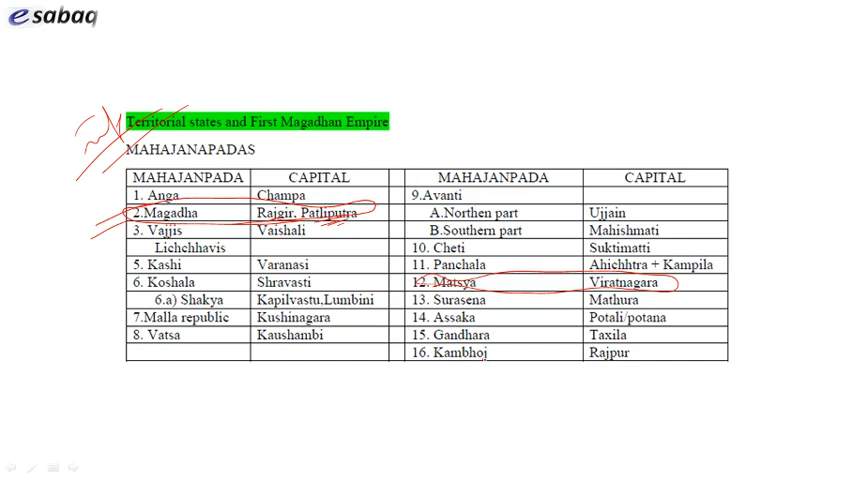 esabaq
Territorial states and First Magadhan Empire
MAHAJANAPADAS
MAHAJANPADA CAPITAL MAHAJANPADA CAPITAL
1. Anga Champa 9.Avanti
2.Magadha Rajgir, Patliputra A.Northen part Ujjain
3. Vajjis Vaishali B.Southern part Mahishmati
Lichchhavis 10. Cheti Suktimatti
5. Kashi Varanasi 11. Panchala Ahichhtra + Kampila
6. Koshala Shravasti 12. Matsya Viratnagara
6.a) Shakya Kapilvastu,Lumbini 13. Surasena Mathura
7.Malla republic Kushinagara 14. Assaka Potali/potana
8. Vatsa Kaushambi 15. Gandhara Taxila
16. Kambhoj Rajpur